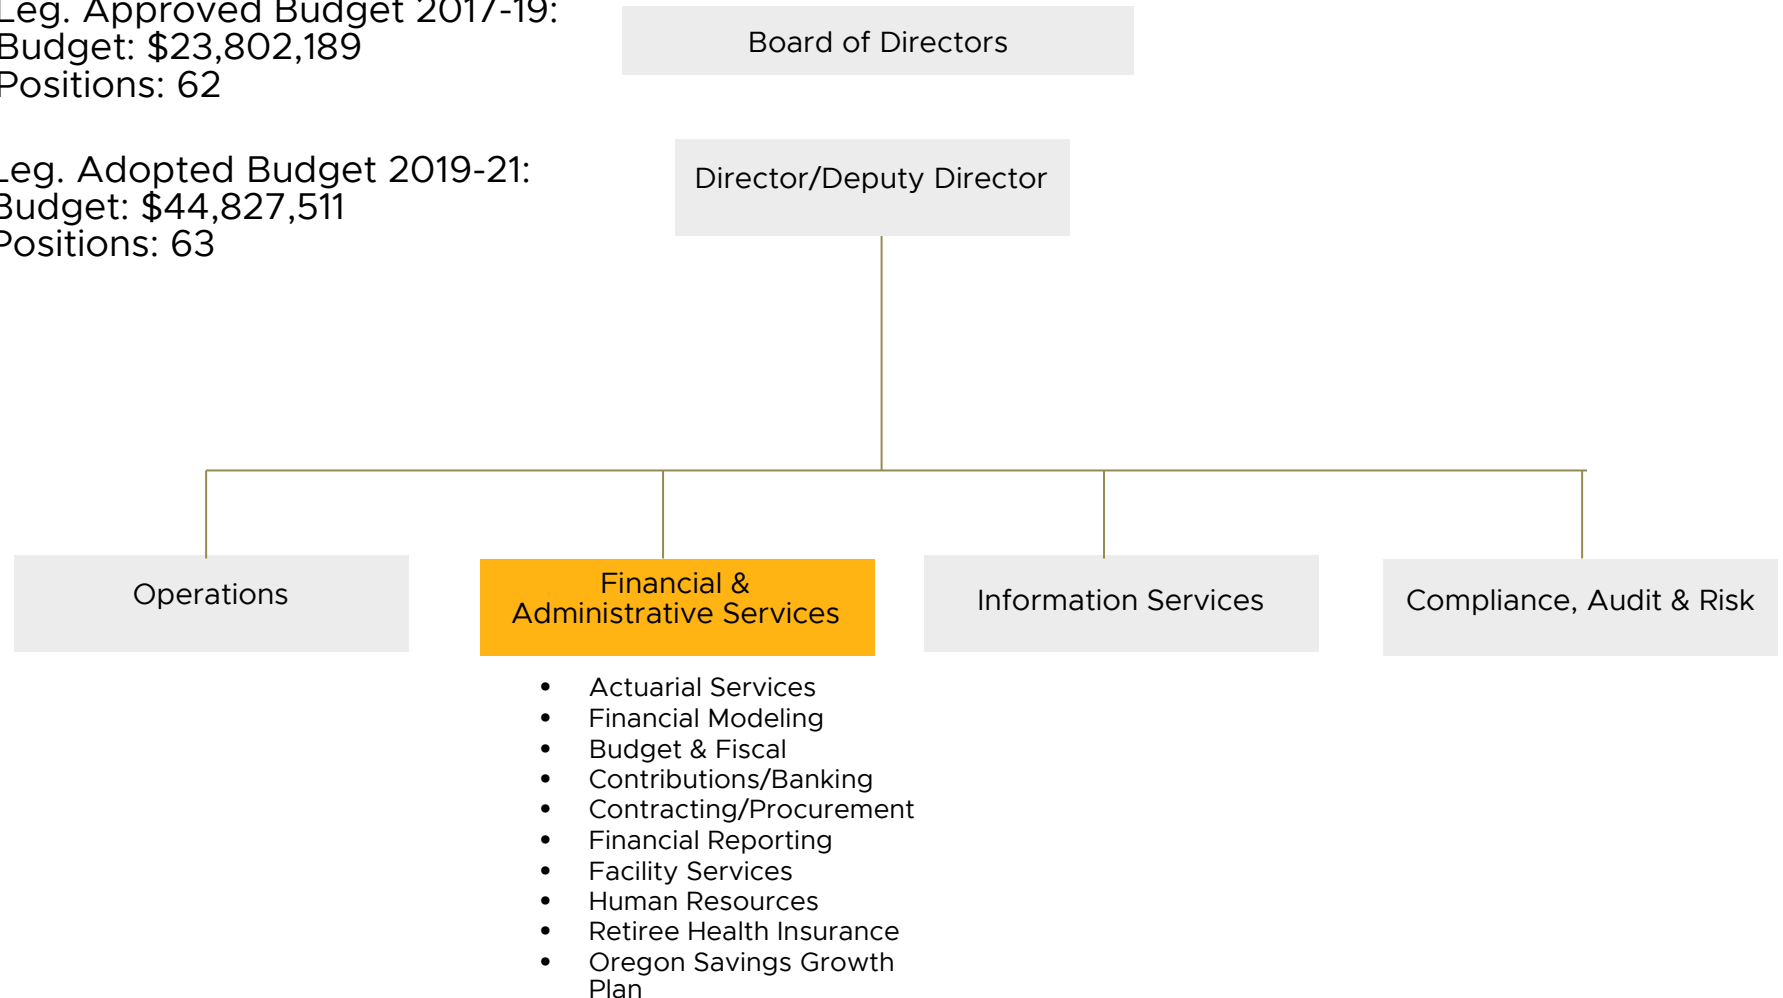 Leg. Approved Budget 2017-19:
Budget: $23,802,189
Positions: 62
Leg. Adopted Budget 2019-21:
Budget: $44,827,511
Positions: 63
Board of Directors
Director/Deputy Director
Operations
Financial &
Administrative Services
Information Services
Compliance, Audit & Risk
• Actuarial Services
• Financial Modeling
• Budget & Fiscal
• Contributions/Banking
• Contracting/Procurement
• Financial Reporting
• Facility Services
• Human Resources
• Retiree Health Insurance
• Oregon Savings Growth
Plan